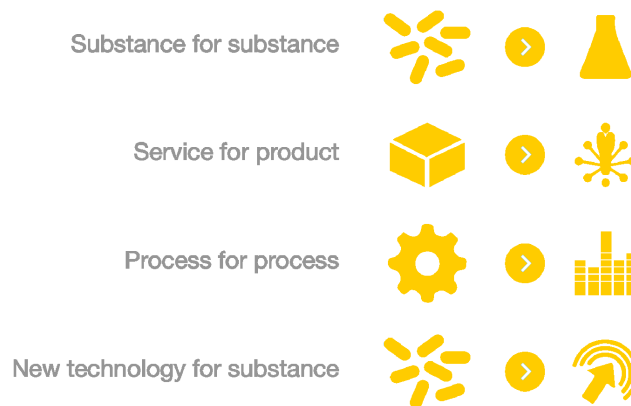 Substance for substance
Service for product
Process for process
New technology for substance